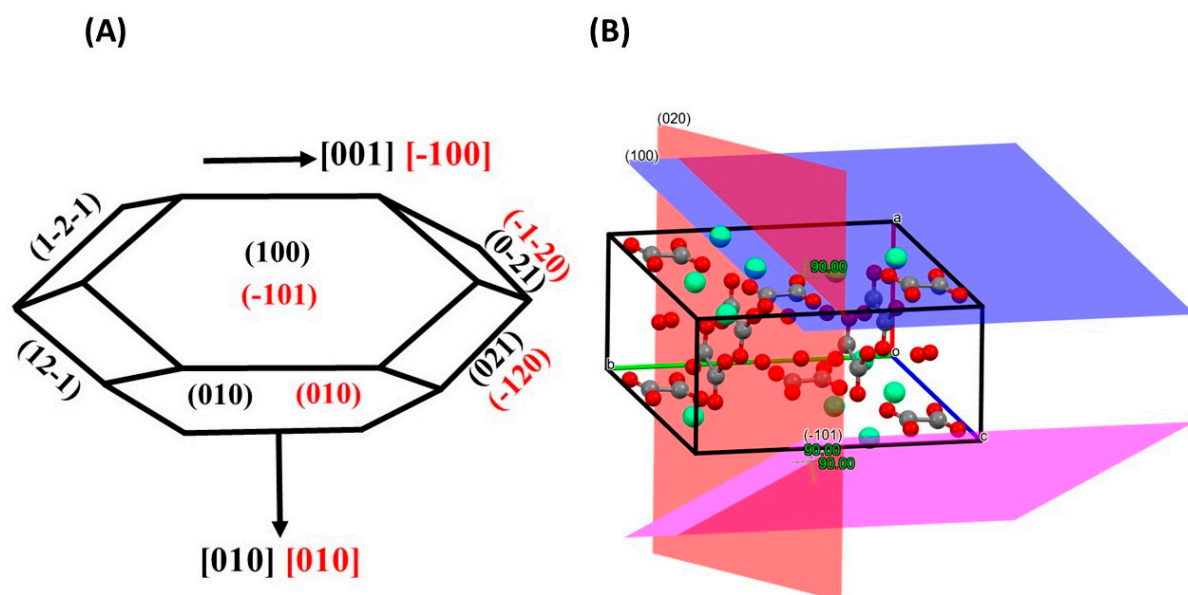 (A)
(B)
[001] [-100]
(1-2-1)
(100)
(-101)
(-1-20)
(0-21)
(12-1)
(010) (010)
(021)
(-120)
[010] [010]
(020)
(100)
a
90.00
b
o
c
(-101)
90.00
90.00